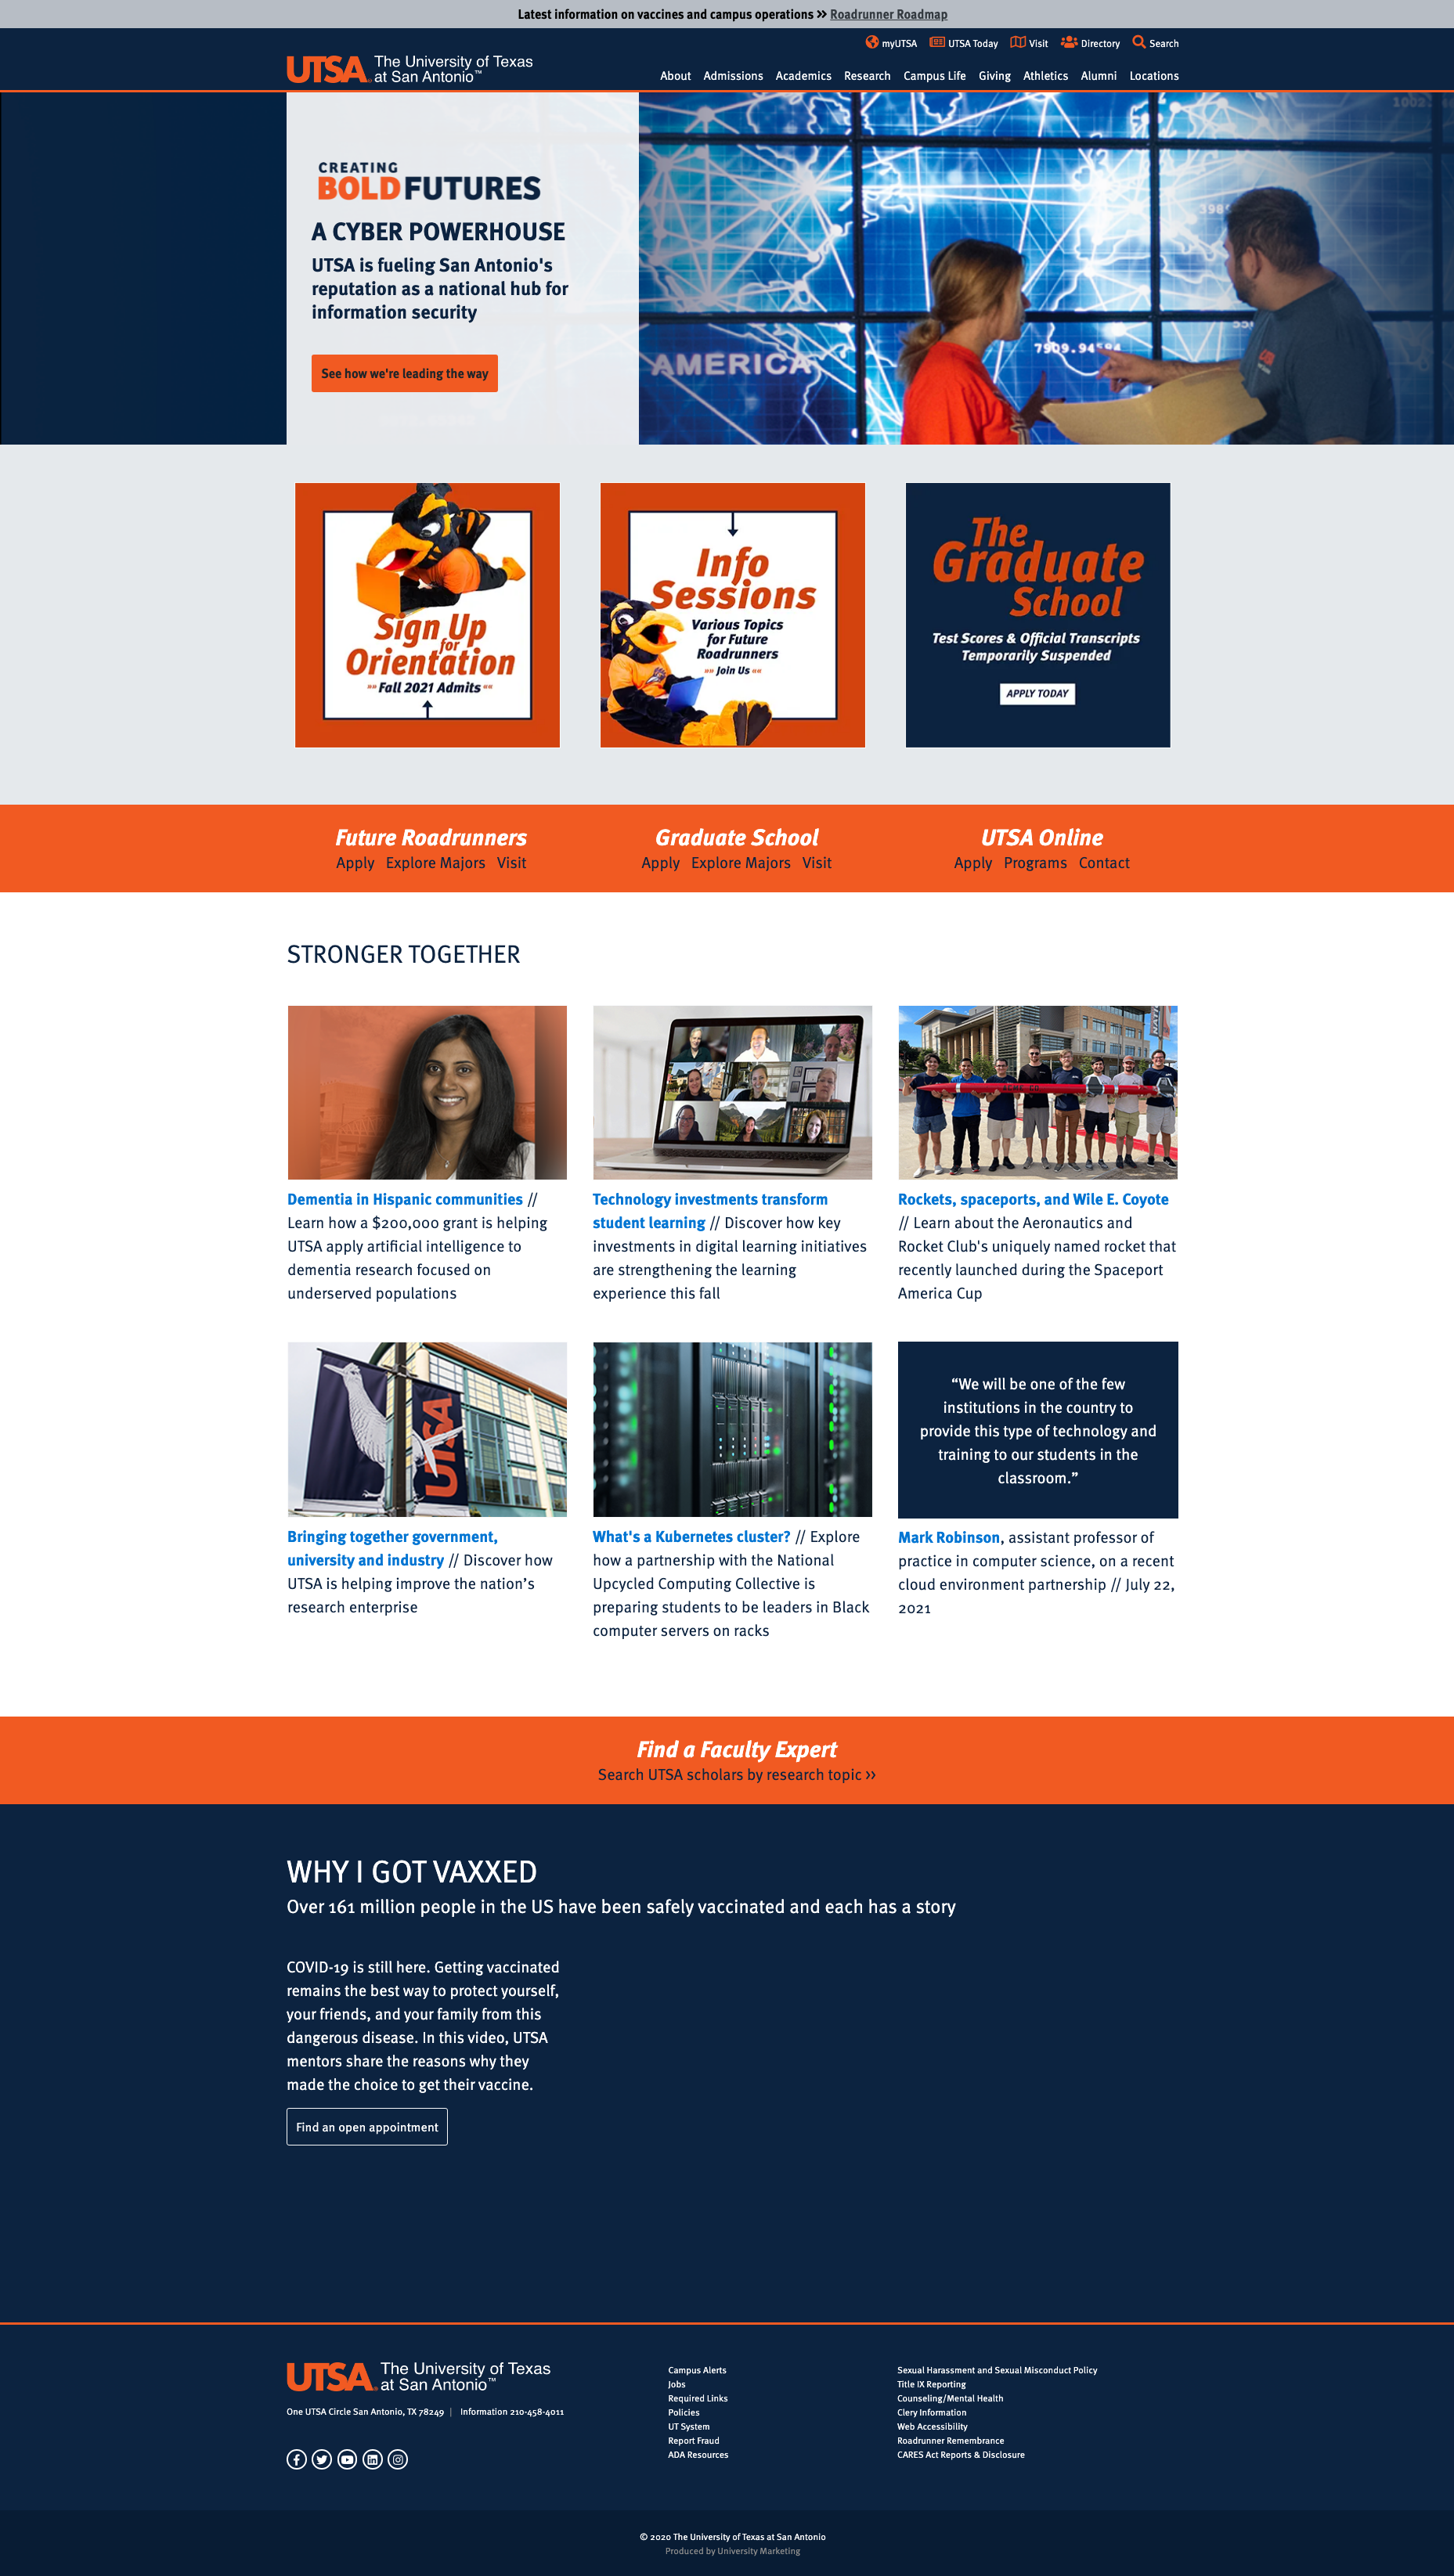 Latest information on vaccines and campus operations >> Roadrunner Roadmap
myUTSA UTSA Today Visit Directory Search
UTSA. The University of Texas
at San Antonio™
About Admissions Academics Research Campus Life Giving Athletics Alumni Locations
CREATING
BOLD FUTURES
A CYBER POWERHOUSE
UTSA is fueling San Antonio's
reputation as a national hub for
information security
See how we're leading the way
AMERICA
7909.94594
Sign Up
for
Orientation
»» Fall 2021 Admits ««
Info
Sessions
Various Topics
for Future
Roadrunners
»» Join Us ««
The
Graduate
School
Test Scores & Official Transcripts
Temporarily Suspended
APPLY TODAY
Future Roadrunners
Apply Explore Majors Visit
Graduate School
Apply Explore Majors Visit
UTSA Online
Apply Programs Contact
STRONGER TOGETHER
Dementia in Hispanic communities //
Learn how a $200,000 grant is helping
UTSA apply artificial intelligence to
dementia research focused on
underserved populations
Technology investments transform
student learning // Discover how key
investments in digital learning initiatives
are strengthening the learning
experience this fall
Rockets, spaceports, and Wile E. Coyote
// Learn about the Aeronautics and
Rocket Club's uniquely named rocket that
recently launched during the Spaceport
America Cup
UTSA
Bringing together government,
university and industry // Discover how
UTSA is helping improve the nation’s
research enterprise
What's a Kubernetes cluster? // Explore
how a partnership with the National
Upcycled Computing Collective is
preparing students to be leaders in Black
computer servers on racks
“We will be one of the few
institutions in the country to
provide this type of technology and
training to our students in the
classroom.”
Mark Robinson, assistant professor of
practice in computer science, on a recent
cloud environment partnership // July 22,
2021
Find a Faculty Expert
Search UTSA scholars by research topic >>
WHY I GOT VAXXED
Over 161 million people in the US have been safely vaccinated and each has a story
COVID-19 is still here. Getting vaccinated
remains the best way to protect yourself,
your friends, and your family from this
dangerous disease. In this video, UTSA
mentors share the reasons why they
made the choice to get their vaccine.
Find an open appointment
UTSA. The University of Texas
at San Antonio™
One UTSA Circle San Antonio, TX 78249 | Information 210-458-4011
Campus Alerts
Jobs
Required Links
Policies
UT System
Report Fraud
ADA Resources
Sexual Harassment and Sexual Misconduct Policy
Title IX Reporting
Counseling/Mental Health
Clery Information
Web Accessibility
Roadrunner Remembrance
CARES Act Reports & Disclosure
© 2020 The University of Texas at San Antonio
Produced by University Marketing